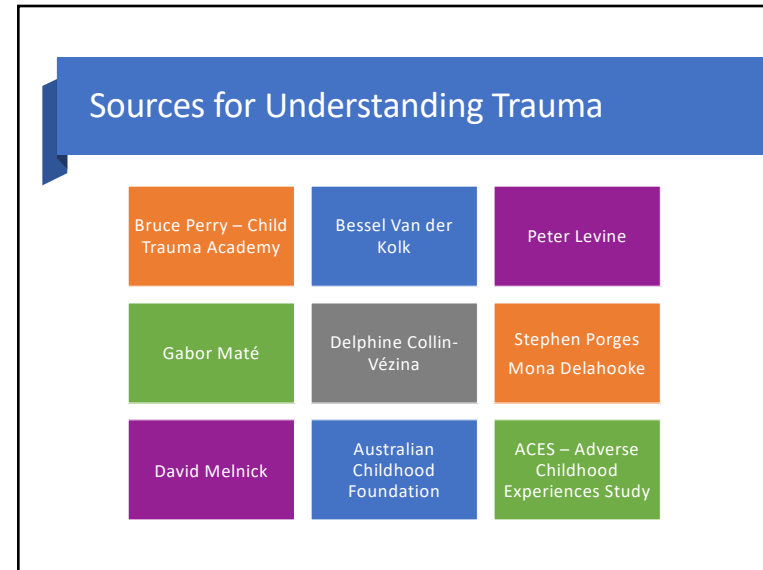 Sources for Understanding Trauma
Bruce Perry – Child
Trauma Academy
Bessel Van der
Kolk
Peter Levine
Gabor Maté
Delphine Collin-
Vézina
Stephen Porges
Mona Delahooke
David Melnick
Australian
Childhood
Foundation
ACES – Adverse
Childhood
Experiences Study